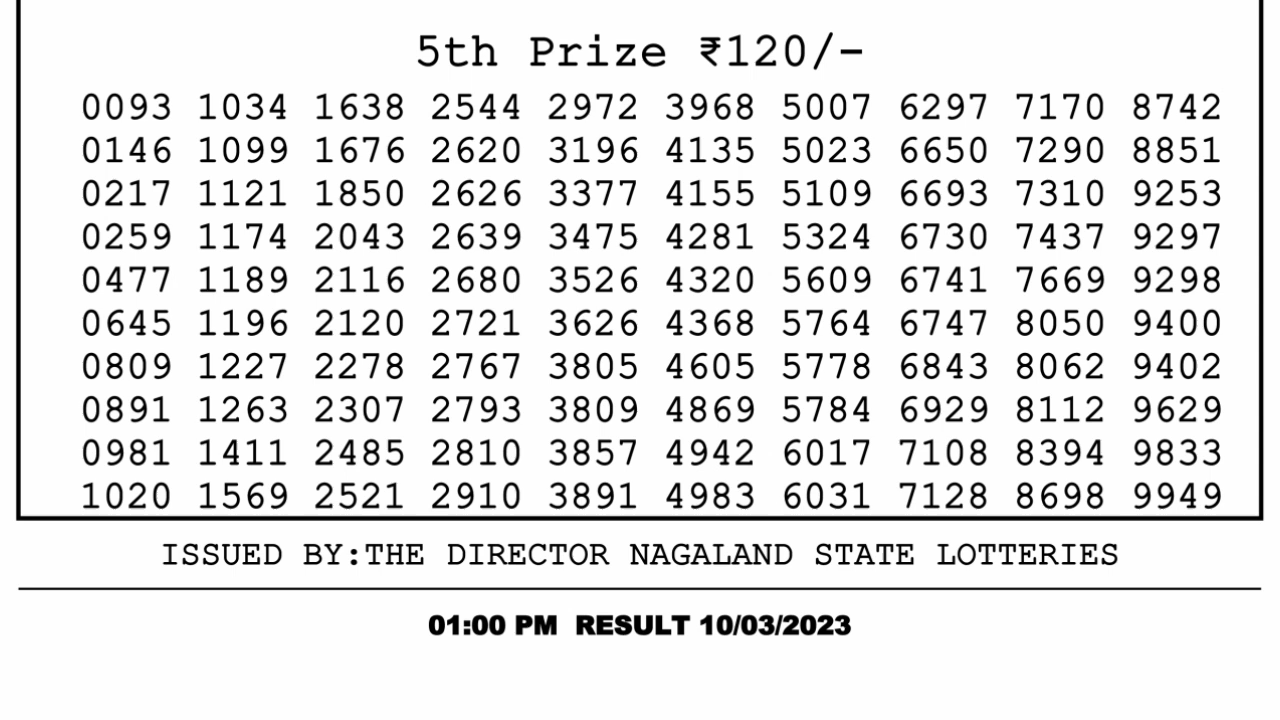 5th Prize ₹120/-
0093 1034 1638 2544 2972 3968 5007 6297 7170 8742
0146 1099 1676 2620 3196 4135 5023 6650 7290 8851
0217 1121 1850 2626 3377 4155 5109 6693 7310 9253
0259 1174 2043 2639 3475 4281 5324 6730 7437 9297
0477 1189 2116 2680 3526 4320 5609 6741 7669 9298
0645 1196 2120 2721 3626 4368 5764 6747 8050 9400
0809 1227 2278 2767 3805 4605 5778 6843 8062 9402
0891 1263 2307 2793 3809 4869 5784 6929 8112 9629
0981 1411 2485 2810 3857 4942 6017 7108 8394 9833
1020 1569 2521 2910 3891 4983 6031 7128 8698 9949
ISSUED BY:THE DIRECTOR NAGALAND STATE LOTTERIES
01:00 PM RESULT 10/03/2023